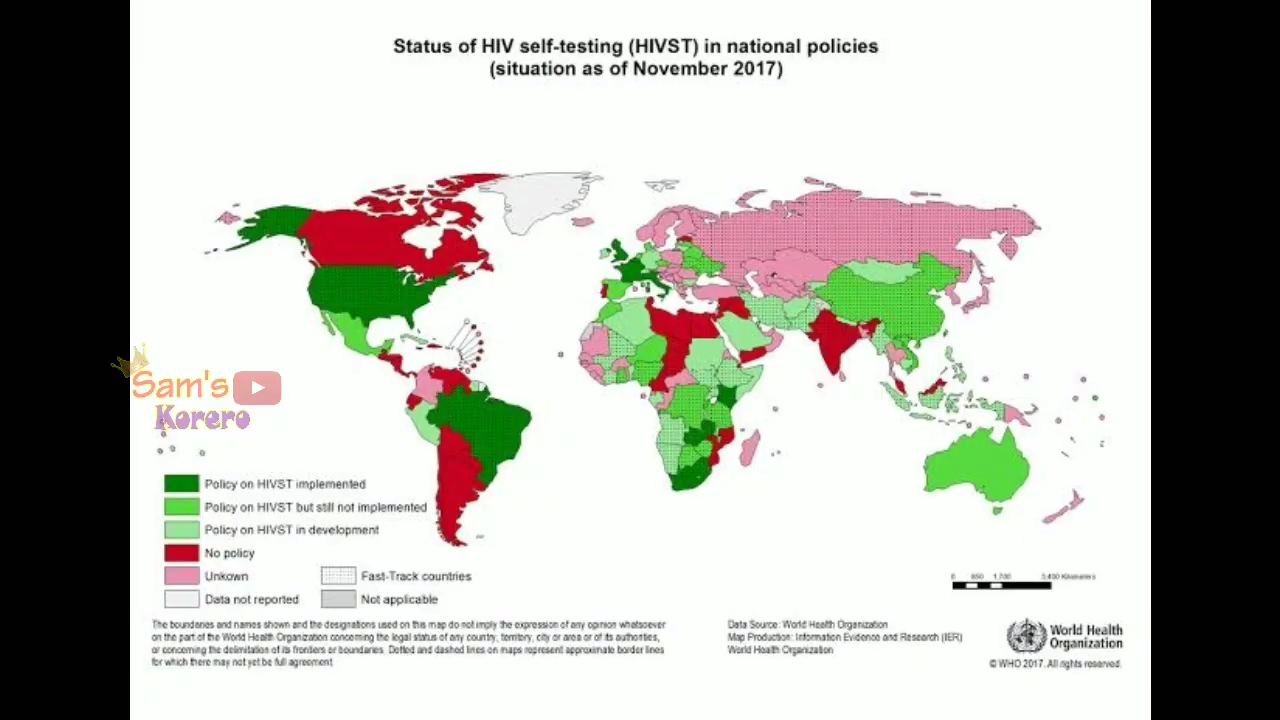 Status of HIV self-testing (HIVST) in national policies
(situation as of November 2017)
Sam's
Korero
Policy on HIVST implemented
Policy on HIVST but still not implemented
Policy on HIVST in development
No policy
Unkown
Data not reported
Fast-Track countries
Not applicable
0 850 1,700 3,400 Kilometers
The boundaries and names shown and the designations used on this map do not imply the expression of any opinion whatsoever
on the part of the World Health Organization concerning the legal status of any country, territory, city or area or of its authorities,
or concerning the delimitation of its frontiers or boundaries. Dotted and dashed lines on maps represent approximate border lines
for which there may not yet be full agreement.
Data Source: World Health Organization
Map Production: Information Evidence and Research (IER)
World Health Organization
World Health
Organization
© WHO 2017. All rights reserved.